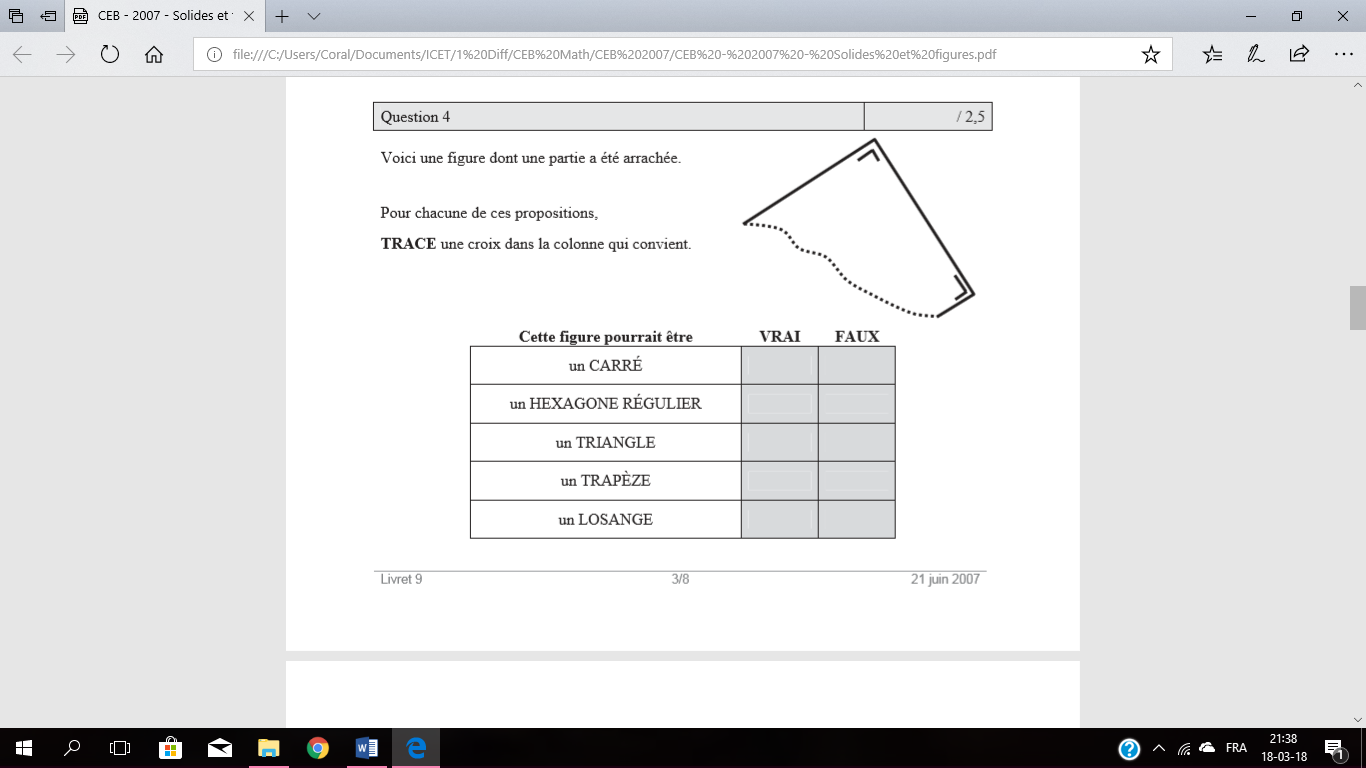 CEB - 2007 - Solides et
file:///C:/Users/Coral/Documents/ICET/1%20Diff/CEB%20Math/CEB%202007/CEB%20-%202007%20-%20Solides%20et%20figures.pdf
Question 4 / 2,5
Voici une figure dont une partie a été arrachée.
Pour chacune de ces propositions,
TRACE une croix dans la colonne qui convient.
Cette figure pourrait être VRAI FAUX
un CARRÉ
un HEXAGONE RÉGULIER
un TRIANGLE
un TRAPÈZE
un LOSANGE
Livret 9 3/8 21 juin 2007
FRA 21:38
18-03-18 1